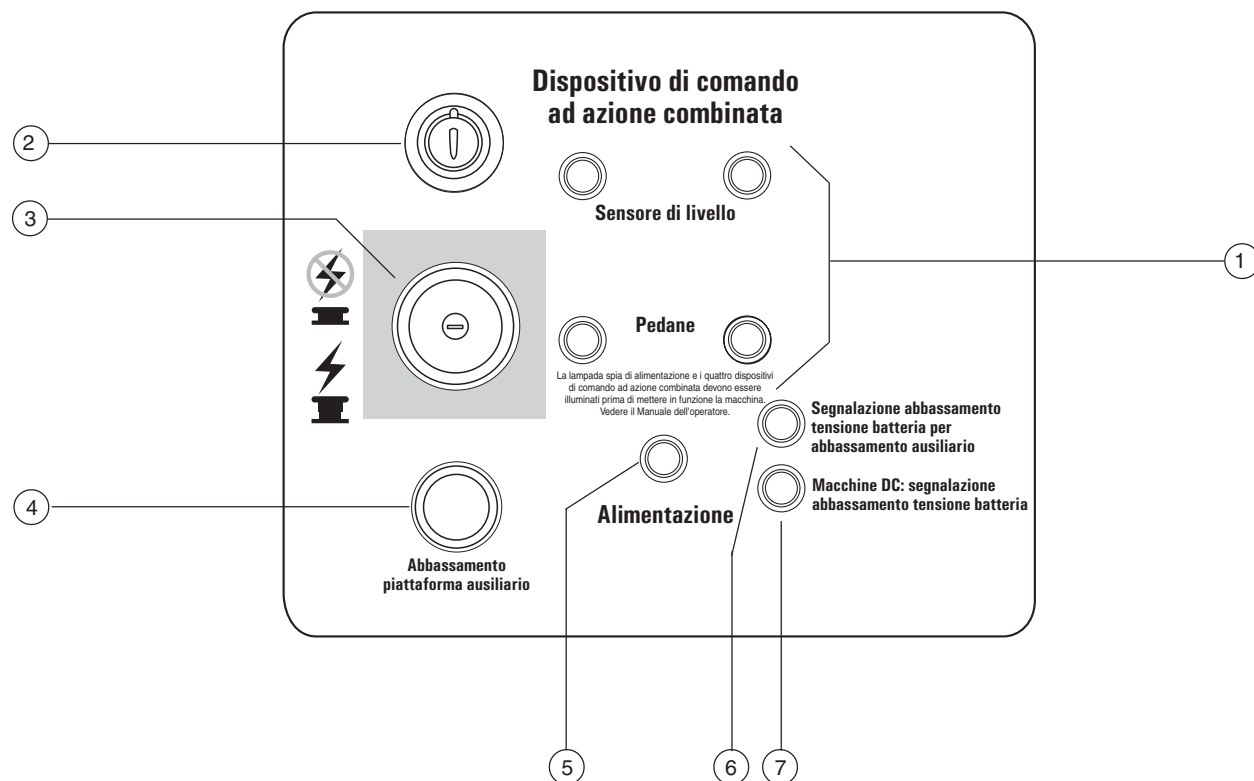 Dispositivo di comando
ad azione combinata
2
Sensore di livello
3
1
Pedane
La lampada spia di alimentazione e i quattro dispositivi
di comando ad azione combinata devono essere
illuminati prima di mettere in funzione la macchina.
Vedere il Manuale dell'operatore.
Segnalazione abbassamento
tensione batteria per
abbassamento ausiliario
Macchine DC: segnalazione
abbassamento tensione batteria
4
Alimentazione
Abbassamento
piattaforma ausiliario
5
6
7